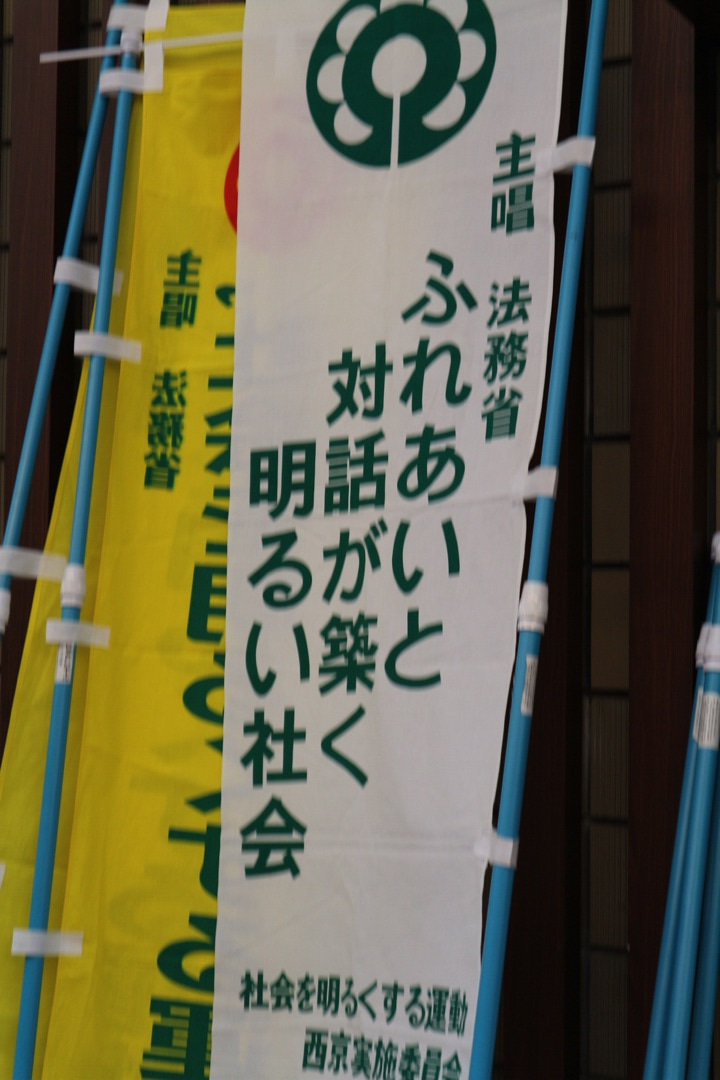 主唱 法務省
ふれあいと
対話が築く
明るい社会
社会を明るくする運動
西京実施委員会
主唱 法務省